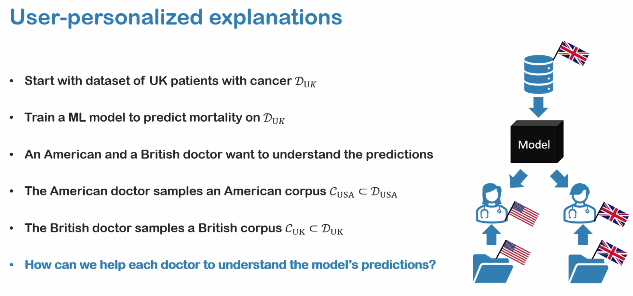 User-personalized explanations
• Start with dataset of UK patients with cancer 𝒟UK
• Train a ML model to predict mortality on 𝒟UK
• An American and a British doctor want to understand the predictions
• The American doctor samples an American corpus 𝒞USA ⊂ 𝒟USA
• The British doctor samples a British corpus 𝒞UK ⊂ 𝒟UK
• How can we help each doctor to understand the model's predictions?
Model